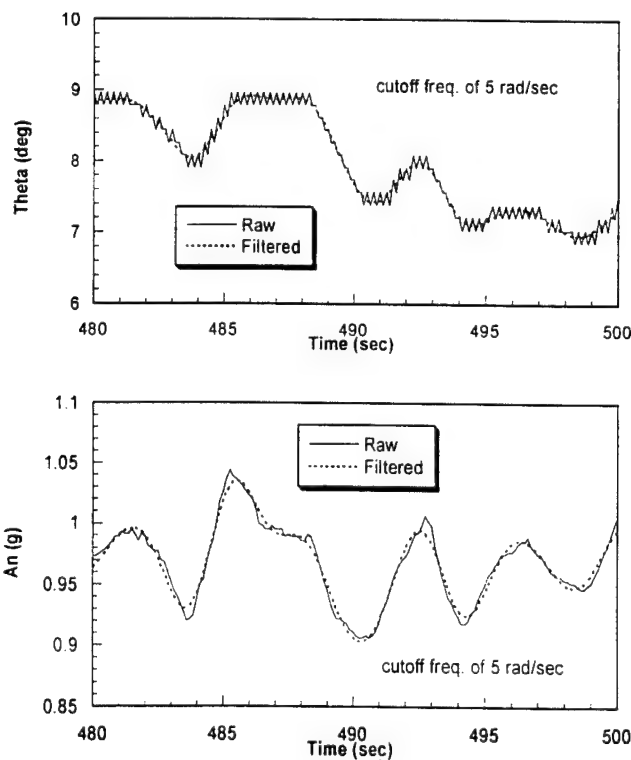 10
9
8
7
6
Theta (deg)
cutoff freq. of 5 rad/sec
Raw
Filtered
480
485
490
495
500
Time (sec)
1.1
1.05
1
0.95
0.9
0.85
An (g)
Raw
Filtered
cutoff freq. of 5 rad/sec
480
485
490
495
500
Time (sec)